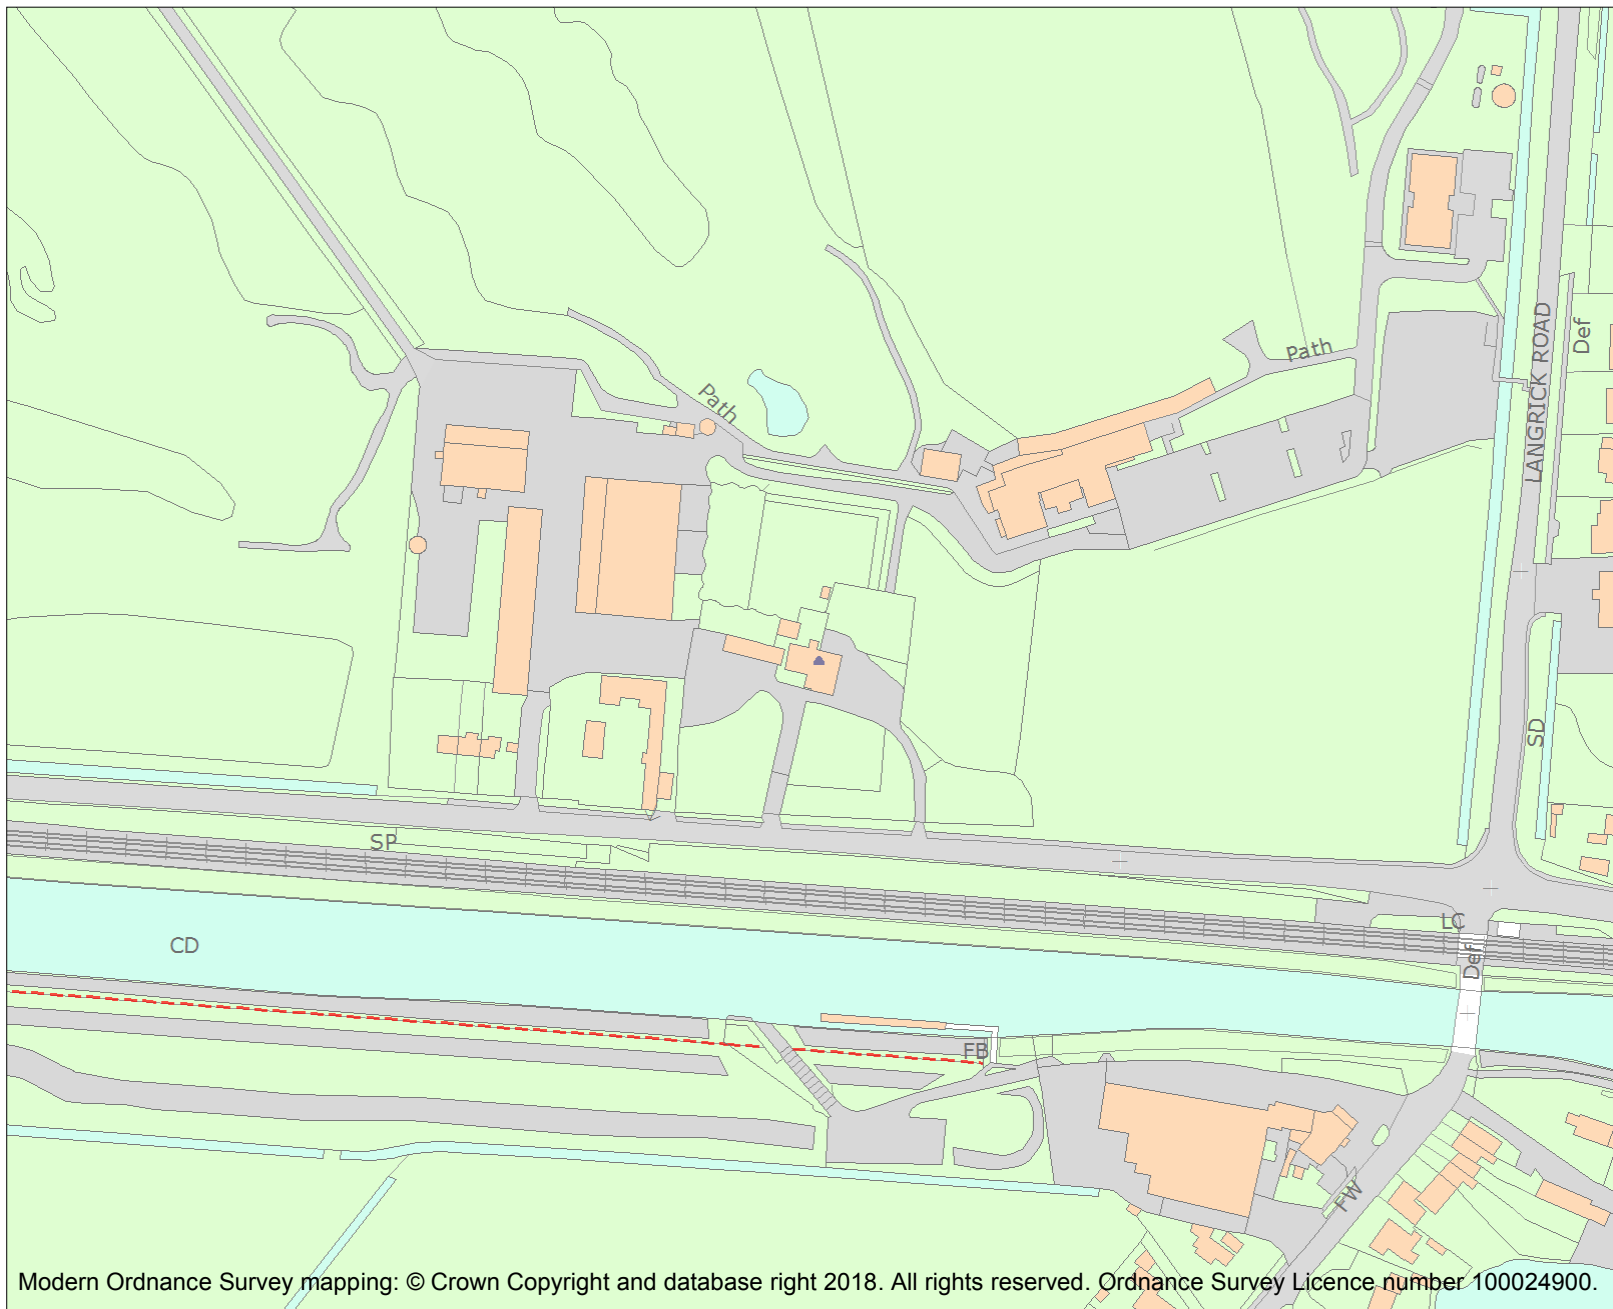 Path
Def
LANGRICK ROAD
Path
SD
SP
LC
CD
Def
FB
FW
Modern Ordnance Survey mapping: © Crown Copyright and database right 2018. All rights reserved. Ordnance Survey Licence number 100024900.